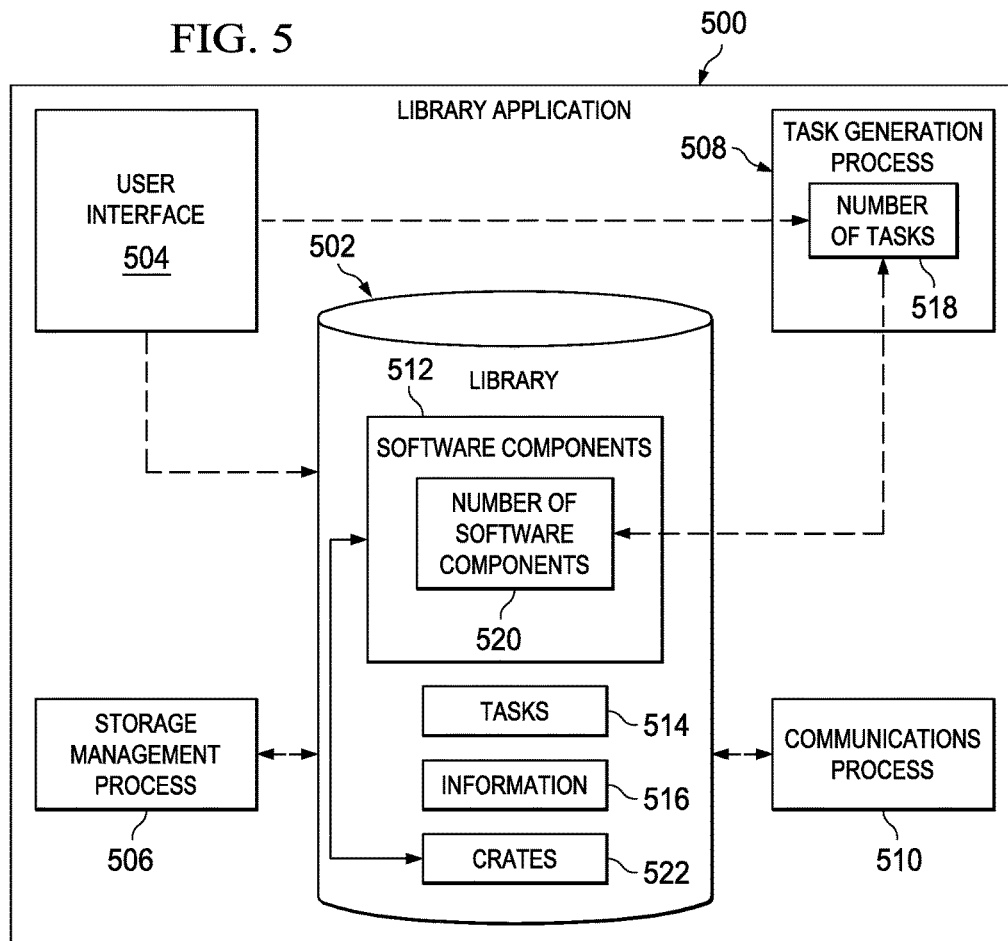 FIG. 5
500
LIBRARY APPLICATION
USER
INTERFACE
504
508
TASK GENERATION
PROCESS
NUMBER
OF TASKS
518
502
LIBRARY
512
SOFTWARE COMPONENTS
NUMBER OF
SOFTWARE
COMPONENTS
520
STORAGE
MANAGEMENT
PROCESS
506
TASKS
514
INFORMATION
516
CRATES
522
COMMUNICATIONS
PROCESS
510